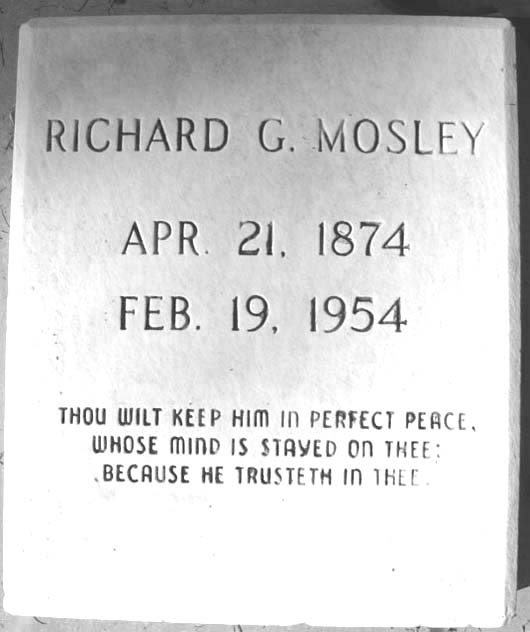 RICHARD G. MOSLEY
APR. 21, 1874
FEB. 19, 1954
THOU WILT KEEP HIM IN PERFECT PEACE,
WHOSE MIND IS STAYED ON THEE:
BECAUSE HE TRUSTETH IN THEE.